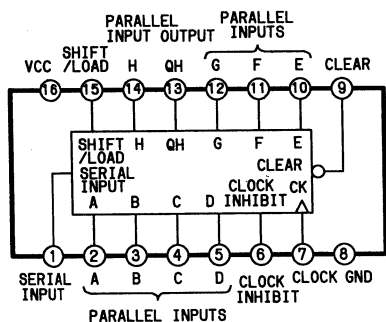 PARALLEL PARALLEL
INPUT OUTPUT INPUTS
SHIFT
VCC /LOAD H QH G F E CLEAR
16 15 14 13 12 11 10 9
SHIFT H QH G F E
/LOAD
SERIAL CLEAR
INPUT CLOCK CK
A B C D INHIBIT
1 2 3 4 5 6 7 8
SERIAL A B C D CLOCK CLOCK GND
INPUT INHIBIT
PARALLEL INPUTS